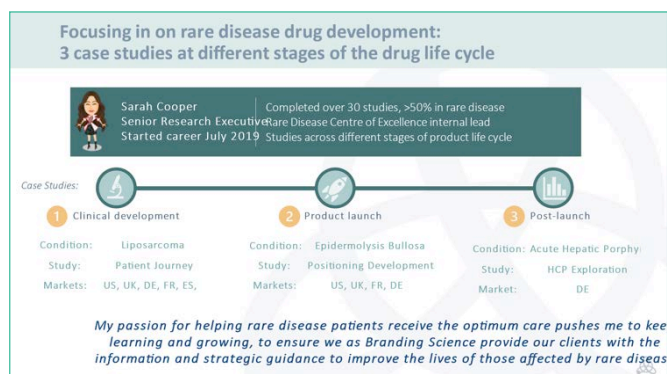 Focusing in on rare disease drug development:
3 case studies at different stages of the drug life cycle
Sarah Cooper
Senior Research Executive
Started career July 2019
Completed over 30 studies, >50% in rare disease
Rare Disease Centre of Excellence internal lead
Studies across different stages of product life cycle
Case Studies:
1 Clinical development
Condition: Liposarcoma
Study: Patient Journey
Markets: US, UK, DE, FR, ES,
2 Product launch
Condition: Epidermolysis Bullosa
Study: Positioning Development
Markets: US, UK, FR, DE
3 Post-launch
Condition: Acute Hepatic Porphy
Study: HCP Exploration
Market: DE
My passion for helping rare disease patients receive the optimum care pushes me to kee
learning and growing, to ensure we as Branding Science provide our clients with the
information and strategic guidance to improve the lives of those affected by rare diseas